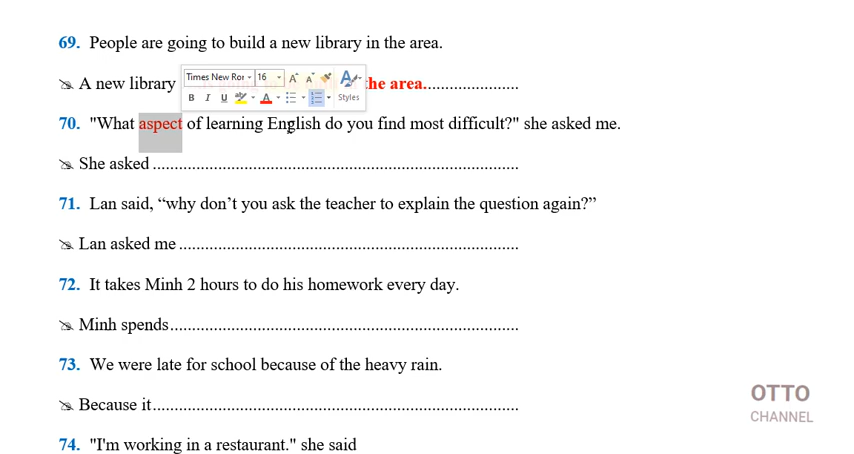 69. People are going to build a new library in the area.
A new library he area......................
Times New Ror 16 A A A
B I U aby A Styles
70. "What aspect of learning English do you find most difficult?" she asked me.
She asked....................................................................................
71. Lan said, “why don’t you ask the teacher to explain the question again?”
Lan asked me..............................................................................
72. It takes Minh 2 hours to do his homework every day.
Minh spends................................................................................
73. We were late for school because of the heavy rain.
Because it....................................................................................
OTTO
CHANNEL
74. "I'm working in a restaurant." she said